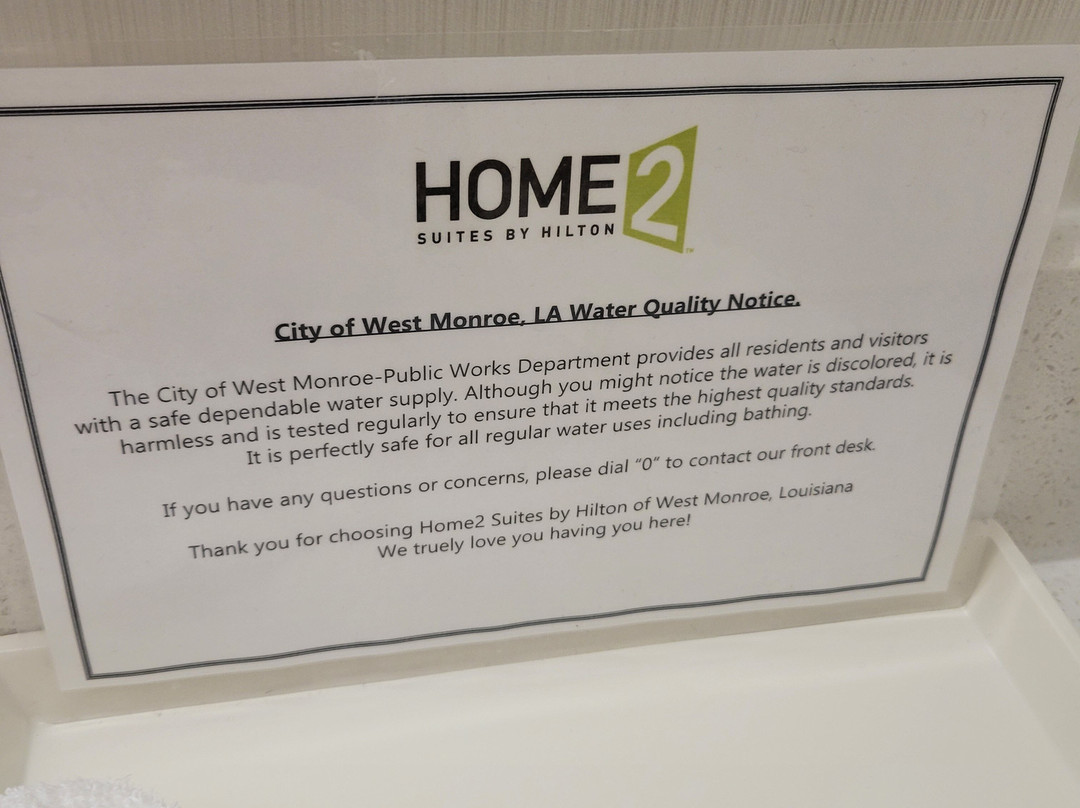 HOME2
SUITES BY HILTON
™
City of West Monroe, LA Water Quality Notice.
The City of West Monroe-Public Works Department provides all residents and visitors
with a safe dependable water supply. Although you might notice the water is discolored, it is
harmless and is tested regularly to ensure that it meets the highest quality standards.
It is perfectly safe for all regular water uses including bathing.
If you have any questions or concerns, please dial "0" to contact our front desk.
Thank you for choosing Home2 Suites by Hilton of West Monroe, Louisiana
We truely love you having you here!